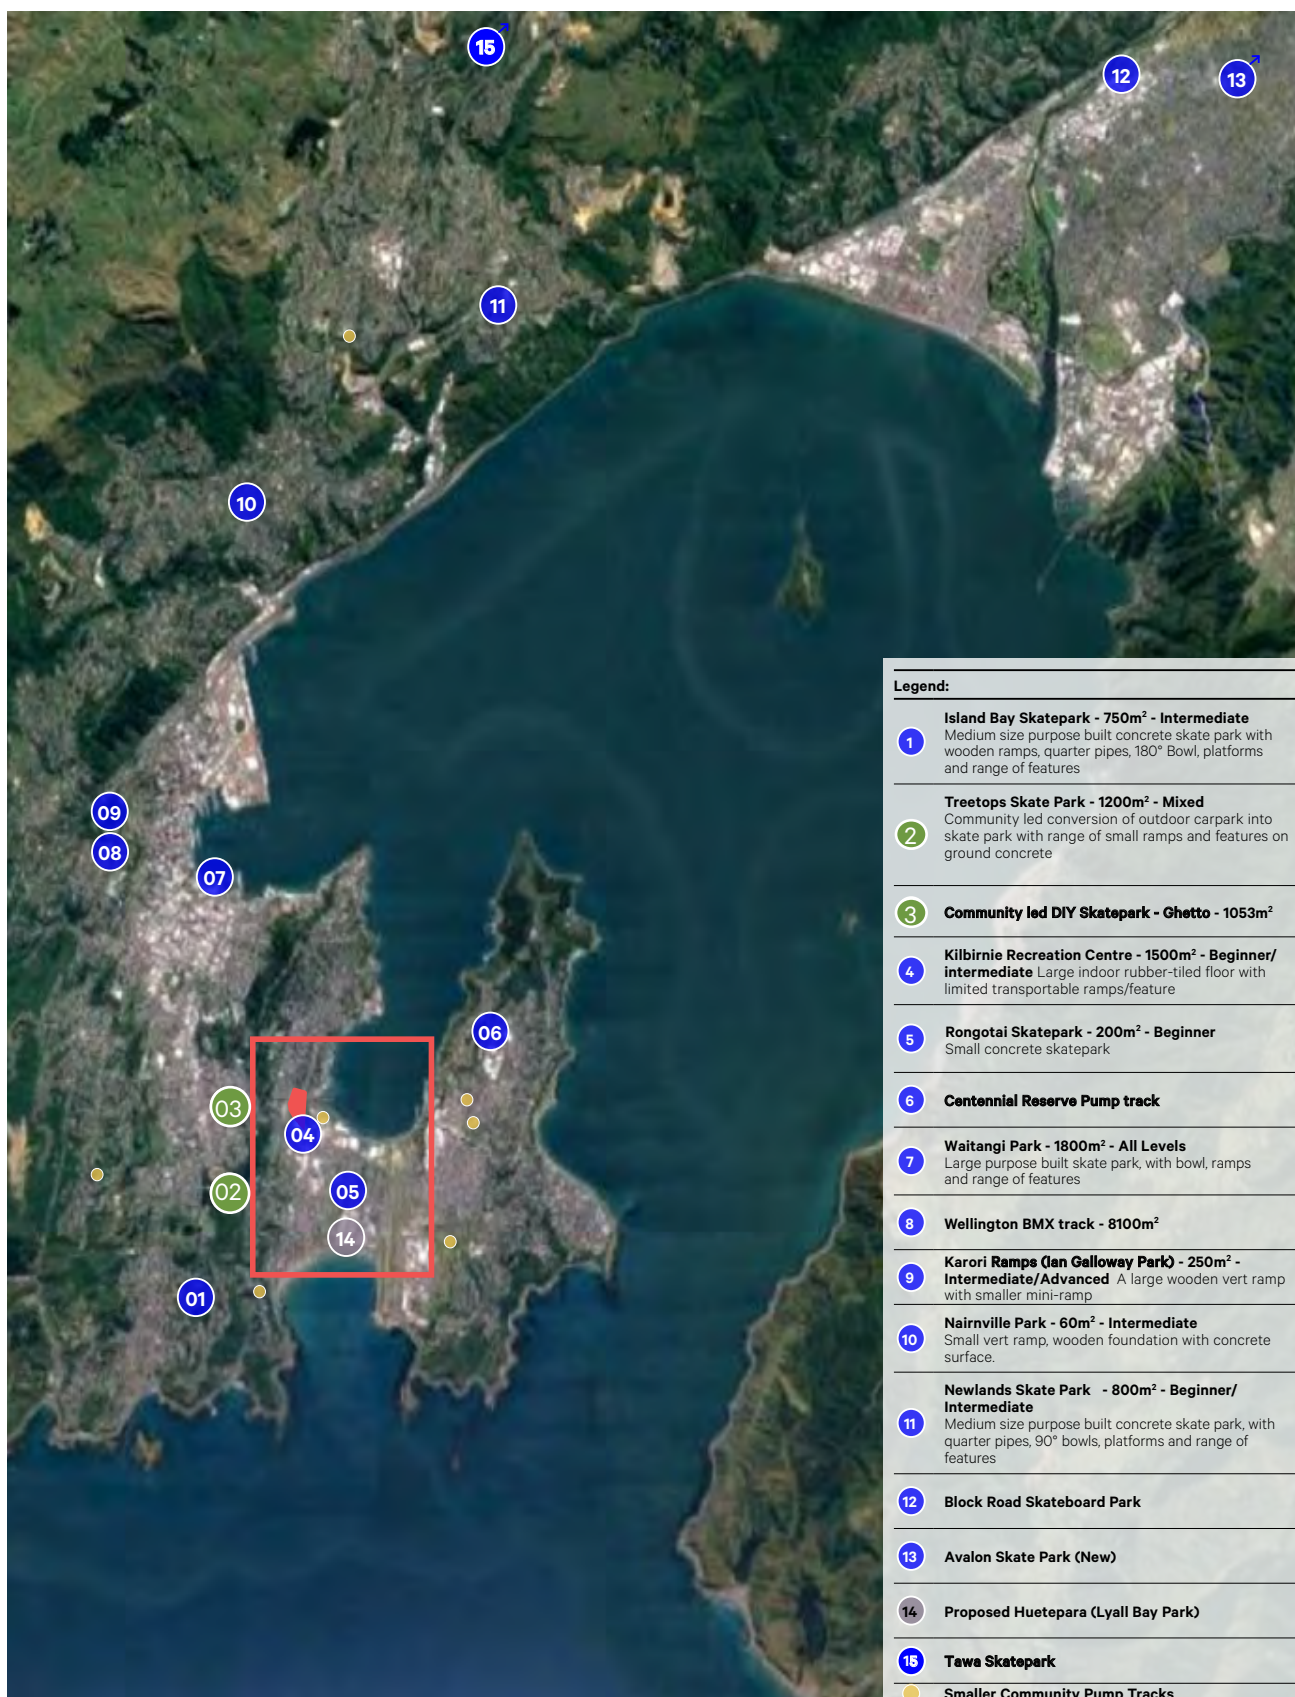 15
12
13
11
10
09
08
07
06
03
04
02
05
14
01
Legend:
1
Island Bay Skatepark - 750m² - Intermediate
Medium size purpose built concrete skate park with
wooden ramps, quarter pipes, 180° Bowl, platforms
and range of features
2
Treetops Skate Park - 1200m² - Mixed
Community led conversion of outdoor carpark into
skate park with range of small ramps and features on
ground concrete
3
Community led DIY Skatepark - Ghetto - 1053m²
4
Kilbirnie Recreation Centre - 1500m² - Beginner/
intermediate Large indoor rubber-tiled floor with
limited transportable ramps/feature
5
Rongotai Skatepark - 200m² - Beginner
Small concrete skatepark
6
Centennial Reserve Pump track
7
Waitangi Park - 1800m² - All Levels
Large purpose built skate park, with bowl, ramps
and range of features
8
Wellington BMX track - 8100m²
9
Karori Ramps (Ian Galloway Park) - 250m² -
Intermediate/Advanced A large wooden vert ramp
with smaller mini-ramp
10
Nairnville Park - 60m² - Intermediate
Small vert ramp, wooden foundation with concrete
surface.
11
Newlands Skate Park - 800m² - Beginner/
Intermediate
Medium size purpose built concrete skate park, with
quarter pipes, 90° bowls, platforms and range of
features
12
Block Road Skateboard Park
13
Avalon Skate Park (New)
14
Proposed Huetepara (Lyall Bay Park)
15
Tawa Skatepark
Smaller Community Pump Tracks